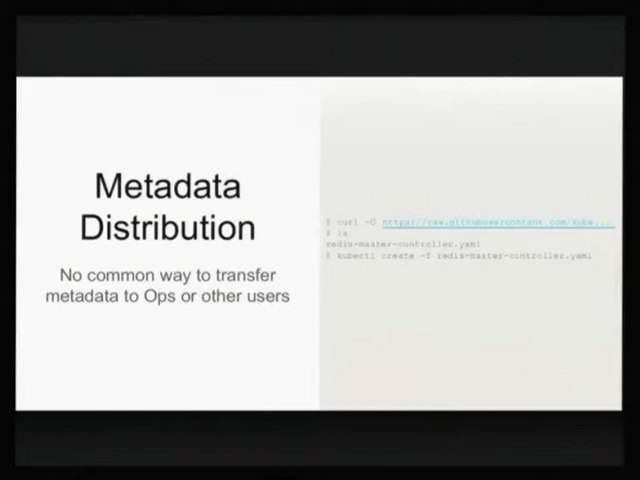 Metadata
Distribution
No common way to transfer
metadata to Ops or other users
$ curl -O https://raw.githubusercontent.com/kube...
$ ls
redis-master-controller.yaml
$ kubectl create -f redis-master-controller.yaml